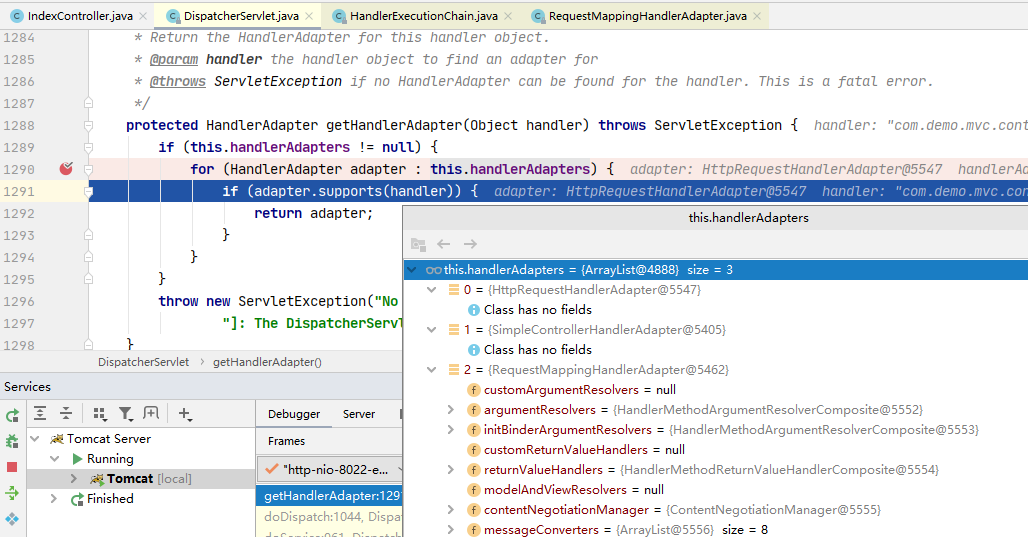 IndexController.java
DispatcherServlet.java
HandlerExecutionChain.java
RequestMappingHandlerAdapter.java
1284 * Return the HandlerAdapter for this handler object.
1285 * @param handler the handler object to find an adapter for
1286 * @throws ServletException if no HandlerAdapter can be found for the handler. This is a fatal error.
1287 */
1288 protected HandlerAdapter getHandlerAdapter(Object handler) throws ServletException { handler: "com.demo.mvc.cont
1289 if (this.handlerAdapters != null) {
1290 for (HandlerAdapter adapter : this.handlerAdapters) { adapter: HttpRequestHandlerAdapter@5547 handlerAd
1291 if (adapter.supports(handler)) { adapter: HttpRequestHandlerAdapter@5547 handler: "com.demo.mvc.con
1292 return adapter;
1293 }
1294 }
1295 }
1296 throw new ServletException("No
1297 "]: The DispatcherServl
1298 }
this.handlerAdapters
this.handlerAdapters = {ArrayList@4888} size = 3
0 = {HttpRequestHandlerAdapter@5547}
Class has no fields
1 = {SimpleControllerHandlerAdapter@5405}
Class has no fields
2 = {RequestMappingHandlerAdapter@5462}
f customArgumentResolvers = null
f argumentResolvers = {HandlerMethodArgumentResolverComposite@5552}
f initBinderArgumentResolvers = {HandlerMethodArgumentResolverComposite@5553}
f customReturnValueHandlers = null
f returnValueHandlers = {HandlerMethodReturnValueHandlerComposite@5554}
f modelAndViewResolvers = null
f contentNegotiationManager = {ContentNegotiationManager@5555}
f messageConverters = {ArrayList@5556} size = 8
DispatcherServlet > getHandlerAdapter()
Services
Tomcat Server
Running
Tomcat [local]
Finished
Debugger
Server
Frames
"http-nio-8022-e...
getHandlerAdapter:1291
doDispatch:1044, Dispat